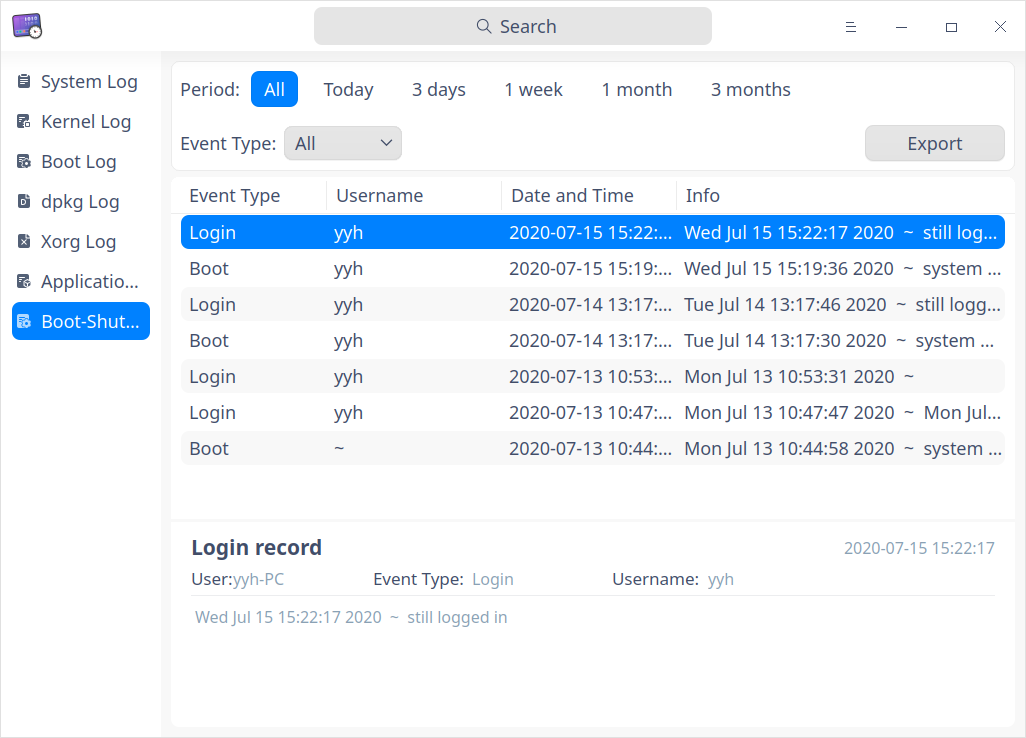 Search
System Log
Kernel Log
Boot Log
dpkg Log
Xorg Log
Applicatio...
Boot-Shut...
Period: All Today 3 days 1 week 1 month 3 months
Event Type: All Export
Event Type Username Date and Time Info
Login yyh 2020-07-15 15:22:... Wed Jul 15 15:22:17 2020 ~ still log...
Boot yyh 2020-07-15 15:19:... Wed Jul 15 15:19:36 2020 ~ system ...
Login yyh 2020-07-14 13:17:... Tue Jul 14 13:17:46 2020 ~ still logg...
Boot yyh 2020-07-14 13:17:... Tue Jul 14 13:17:30 2020 ~ system ...
Login yyh 2020-07-13 10:53:... Mon Jul 13 10:53:31 2020 ~
Login yyh 2020-07-13 10:47:... Mon Jul 13 10:47:47 2020 ~ Mon Jul...
Boot ~ 2020-07-13 10:44:... Mon Jul 13 10:44:58 2020 ~ system ...
Login record 2020-07-15 15:22:17
User:yyh-PC Event Type: Login Username: yyh
Wed Jul 15 15:22:17 2020 ~ still logged in